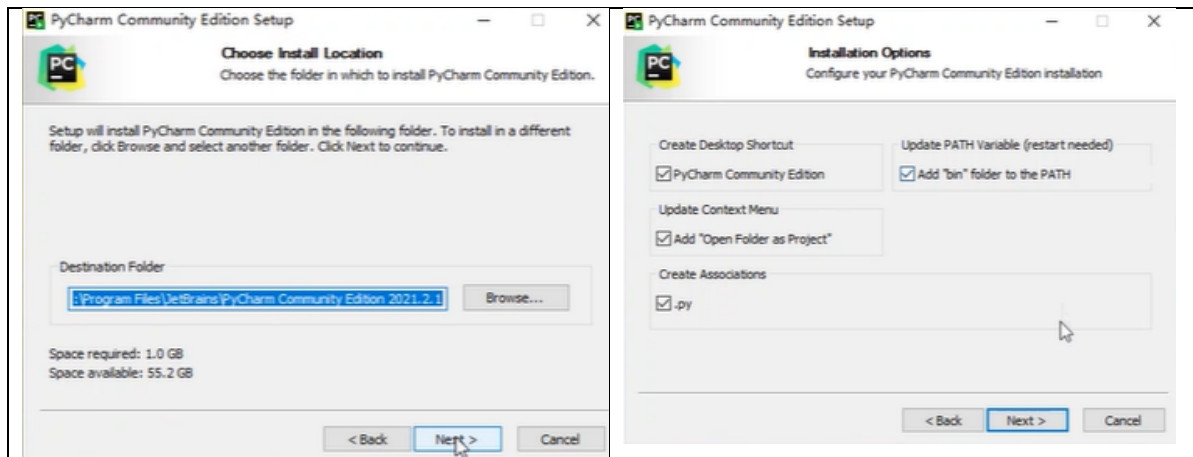 PyCharm Community Edition Setup
PC
Choose Install Location
Choose the folder in which to install PyCharm Community Edition.
Setup will install PyCharm Community Edition in the following folder. To install in a different
folder, click Browse and select another folder. Click Next to continue.
Destination Folder
:\Program Files\JetBrains\PyCharm Community Edition 2021.2.1
Browse...
Space required: 1.0 GB
Space available: 55.2 GB
< Back
Next >
Cancel
PyCharm Community Edition Setup
PC
Installation Options
Configure your PyCharm Community Edition installation
Create Desktop Shortcut
PyCharm Community Edition
Update PATH Variable (restart needed)
Add "bin" folder to the PATH
Update Context Menu
Add "Open Folder as Project"
Create Associations
.py
< Back
Next >
Cancel